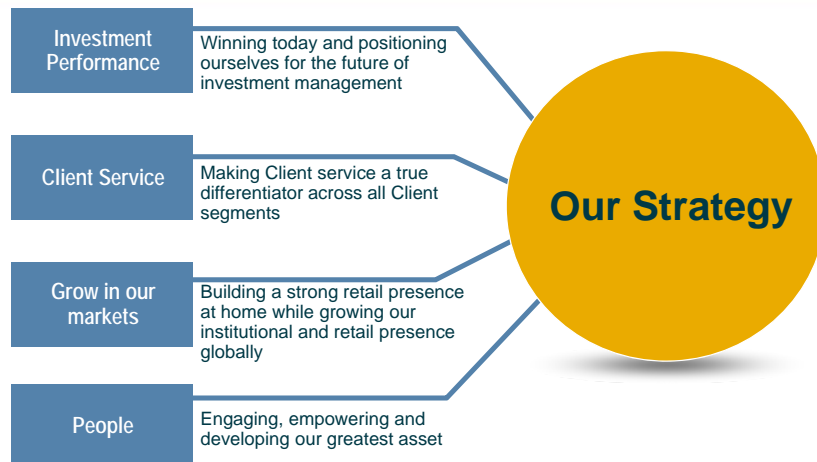 Investment
Performance
Winning today and positioning
ourselves for the future of
investment management
Client Service
Making Client service a true
differentiator across all Client
segments
Our Strategy
Grow in our
markets
Building a strong retail presence
at home while growing our
institutional and retail presence
globally
People
Engaging, empowering and
developing our greatest asset